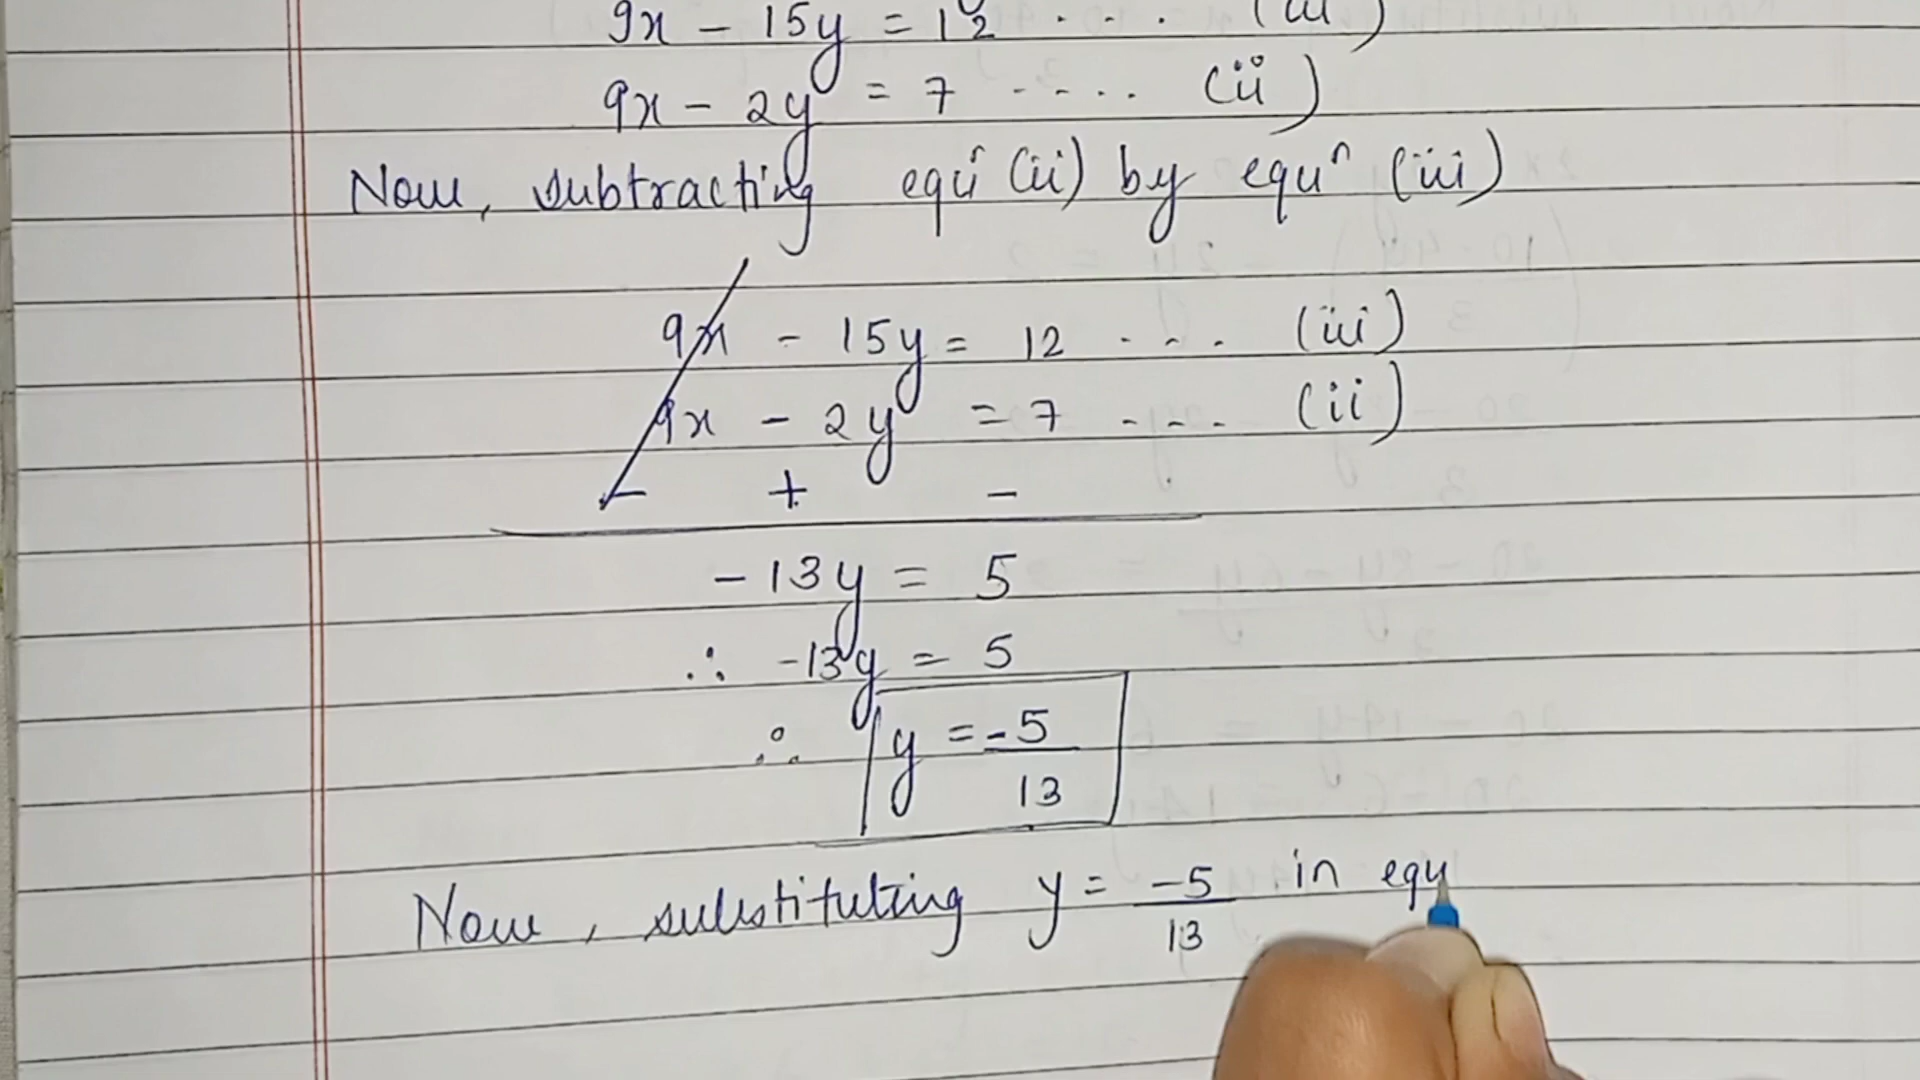 9x - 15y = 12 . . . (iii)
9x - 2y = 7 . . . . (ii)
Now, subtracting equⁿ (ii) by equⁿ (iii)
9x - 15y = 12 . . . (iii)
9x - 2y = 7 . . . . (ii)
- + -
-13y = 5
∴ -13y = 5
∴ y = -5/13
Now, substituting y = -5/13 in equ